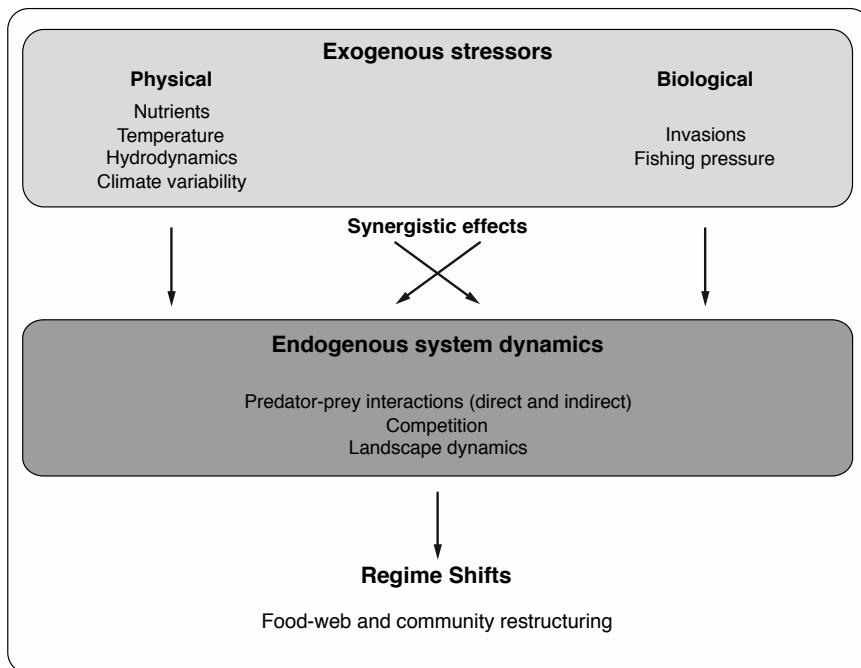 Exogenous stressors
Physical
Nutrients
Temperature
Hydrodynamics
Climate variability
Biological
Invasions
Fishing pressure
Synergistic effects
Endogenous system dynamics
Predator-prey interactions (direct and indirect)
Competition
Landscape dynamics
Regime Shifts
Food-web and community restructuring